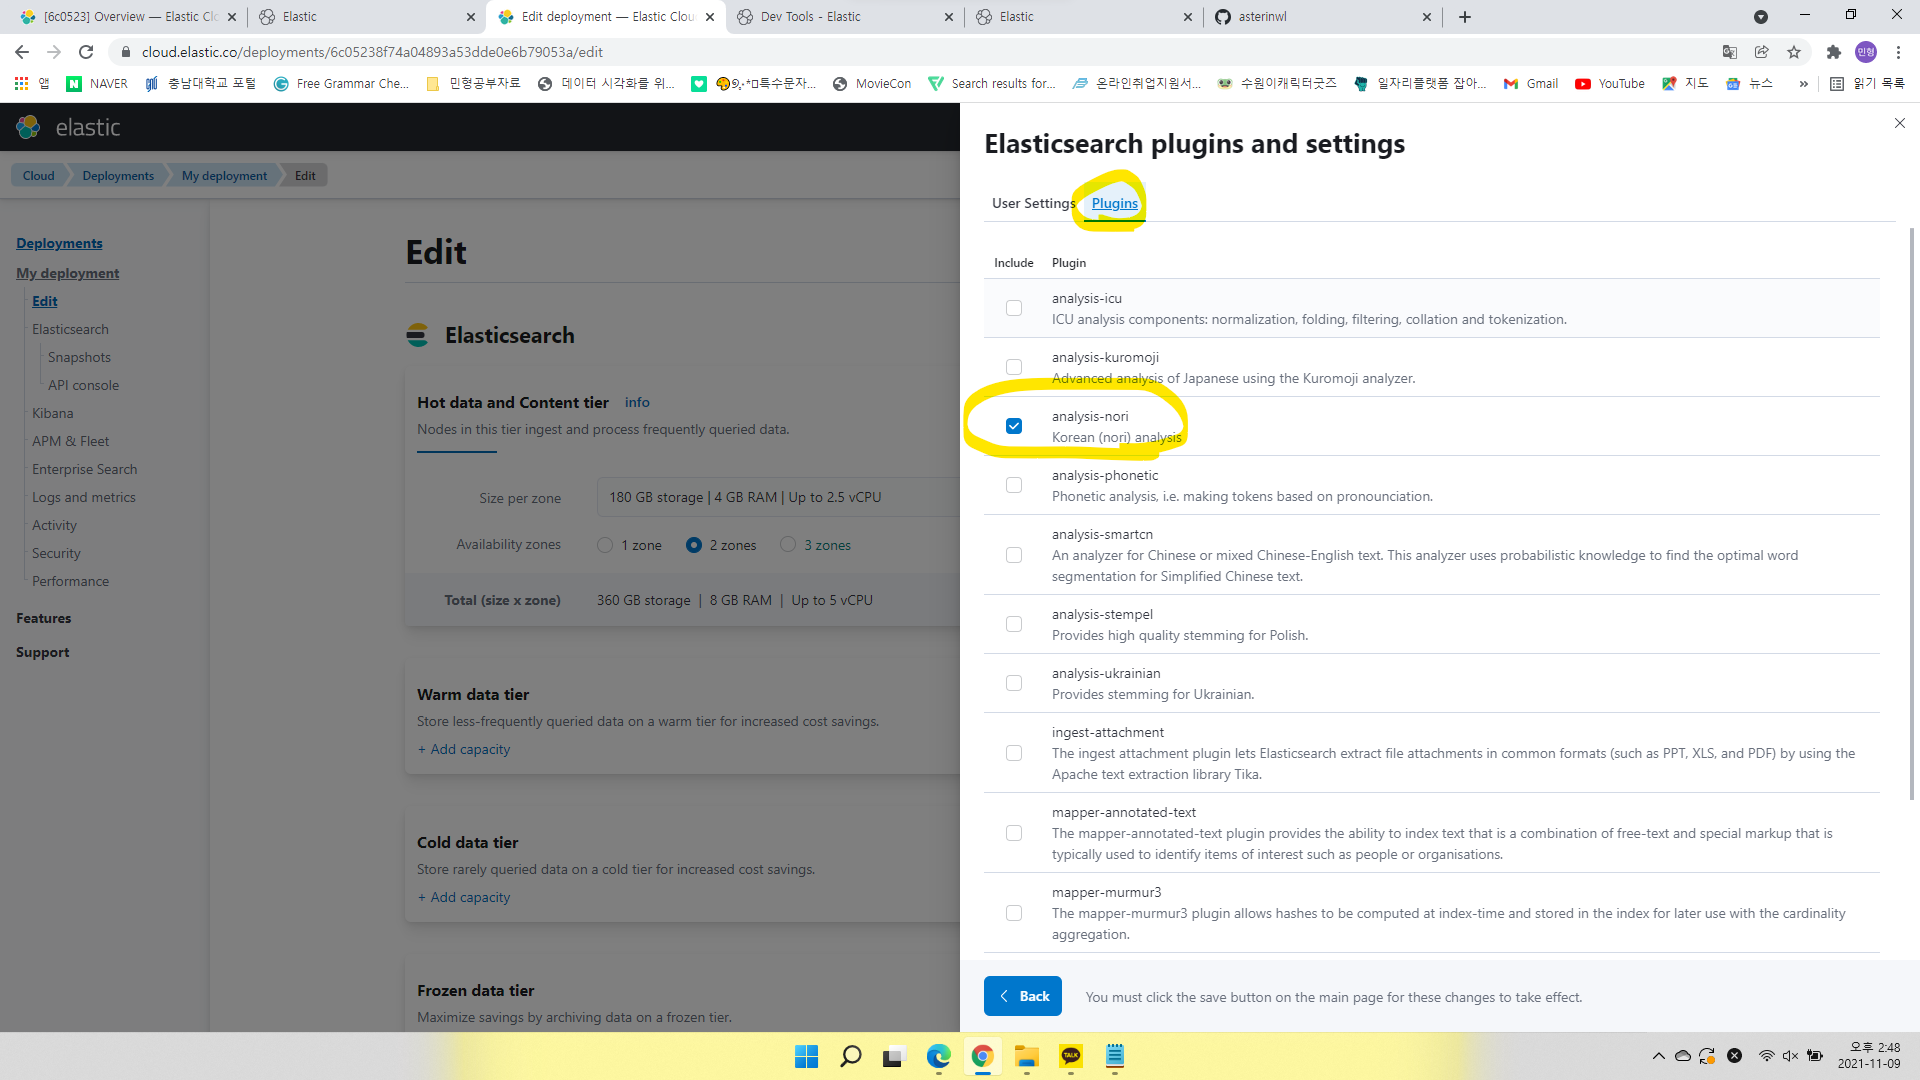 [6c0523] Overview — Elastic Clo
Elastic
Edit deployment — Elastic Clou
Dev Tools - Elastic
Elastic
asterinwl
cloud.elastic.co/deployments/6c05238f74a04893a53dde0e6b79053a/edit
민형
앱
NAVER
충남대학교 포털
Free Grammar Che...
민형공부자료
데이터 시각화를 위...
MovieCon
Search results for...
온라인취업지원서...
수원이캐릭터굿즈
일자리플랫폼 잡아...
Gmail
YouTube
지도
뉴스
»
읽기 목록
elastic
Cloud
Deployments
My deployment
Edit
Deployments
My deployment
Edit
Elasticsearch
Snapshots
API console
Kibana
APM & Fleet
Enterprise Search
Logs and metrics
Activity
Security
Performance
Features
Support
Edit
Elasticsearch
Hot data and Content tier info
Nodes in this tier ingest and process frequently queried data.
Size per zone 180 GB storage | 4 GB RAM | Up to 2.5 vCPU
Availability zones 1 zone 2 zones 3 zones
Total (size x zone) 360 GB storage | 8 GB RAM | Up to 5 vCPU
Warm data tier
Store less-frequently queried data on a warm tier for increased cost savings.
+ Add capacity
Cold data tier
Store rarely queried data on a cold tier for increased cost savings.
+ Add capacity
Frozen data tier
Maximize savings by archiving data on a frozen tier.
Elasticsearch plugins and settings
User Settings Plugins
Include Plugin
analysis-icu
ICU analysis components: normalization, folding, filtering, collation and tokenization.
analysis-kuromoji
Advanced analysis of Japanese using the Kuromoji analyzer.
analysis-nori
Korean (nori) analysis
analysis-phonetic
Phonetic analysis, i.e. making tokens based on pronounciation.
analysis-smartcn
An analyzer for Chinese or mixed Chinese-English text. This analyzer uses probabilistic knowledge to find the optimal word
segmentation for Simplified Chinese text.
analysis-stempel
Provides high quality stemming for Polish.
analysis-ukrainian
Provides stemming for Ukrainian.
ingest-attachment
The ingest attachment plugin lets Elasticsearch extract file attachments in common formats (such as PPT, XLS, and PDF) by using the
Apache text extraction library Tika.
mapper-annotated-text
The mapper-annotated-text plugin provides the ability to index text that is a combination of free-text and special markup that is
typically used to identify items of interest such as people or organisations.
mapper-murmur3
The mapper-murmur3 plugin allows hashes to be computed at index-time and stored in the index for later use with the cardinality
aggregation.
Back
You must click the save button on the main page for these changes to take effect.
TALK
오후 2:48
2021-11-09